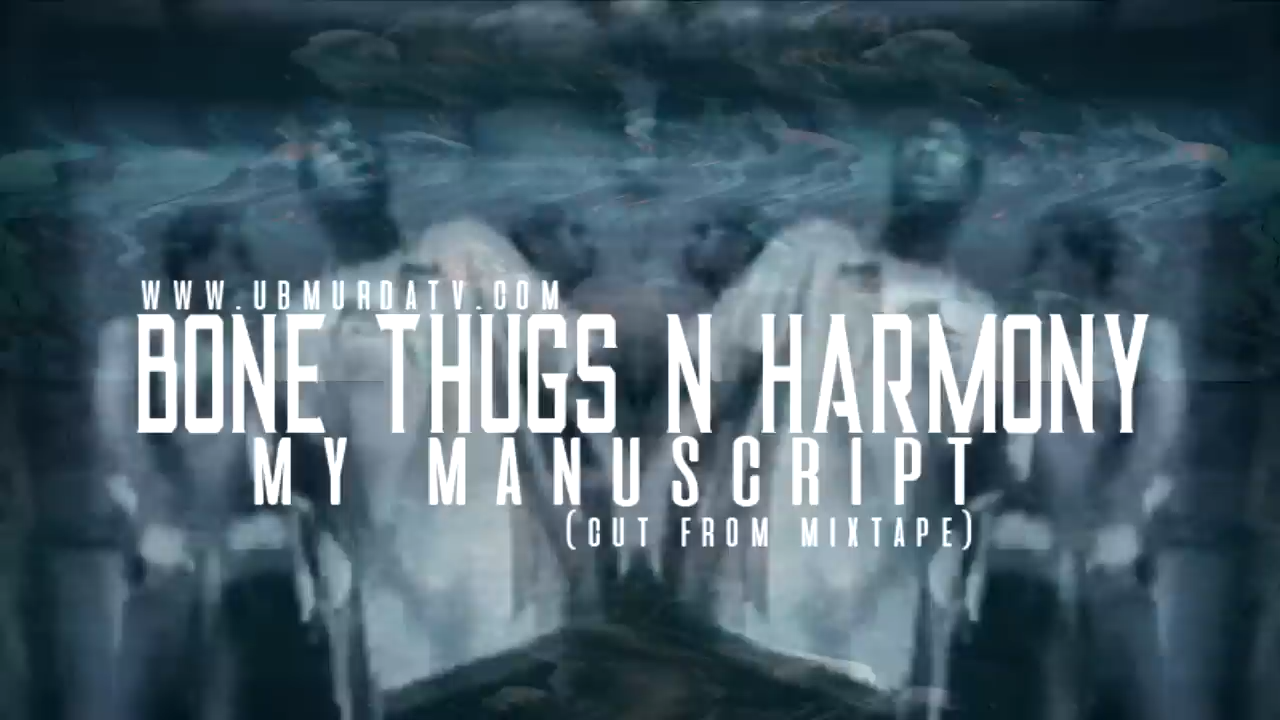 WWW.UBMURDATV.COM
BONE THUGS N HARMONY
MY MANUSCRIPT
(CUT FROM MIXTAPE)